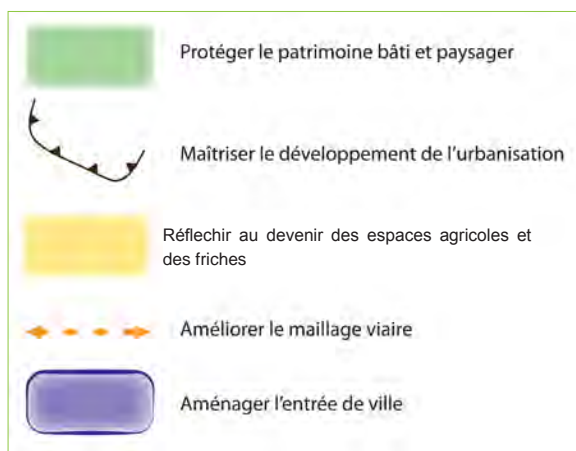 Protéger le patrimoine bâti et paysager
Maîtriser le développement de l'urbanisation
Réflechir au devenir des espaces agricoles et
des friches
Améliorer le maillage viaire
Aménager l'entrée de ville